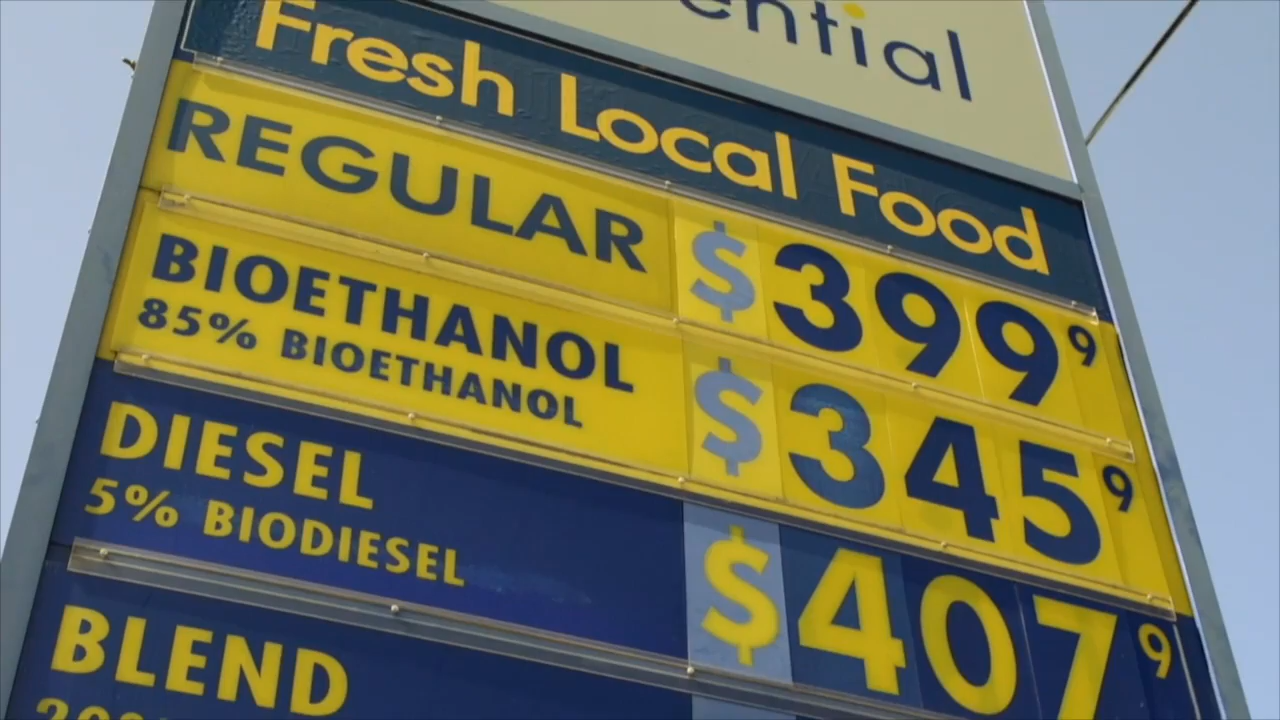 ential
Fresh Local Food
REGULAR $399 9
BIOETHANOL
85% BIOETHANOL $345 9
DIESEL
5% BIODIESEL $407 9
BLEND